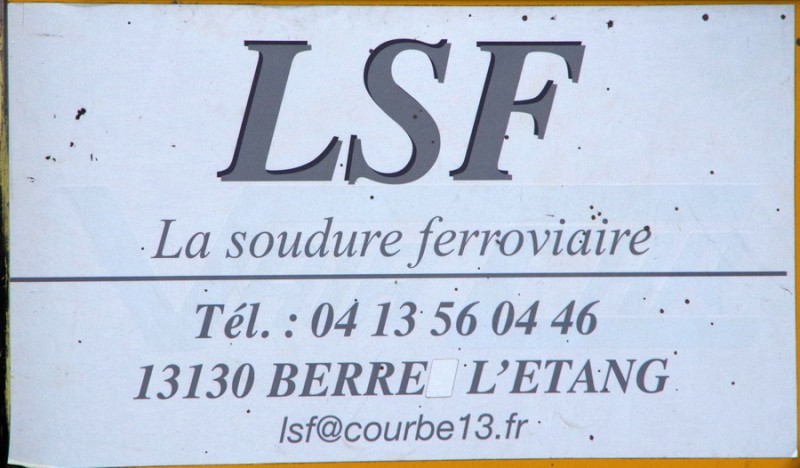 LSF
La soudure ferroviaire
Tél. : 04 13 56 04 46
13130 BERRE L'ETANG
lsf@courbe13.fr